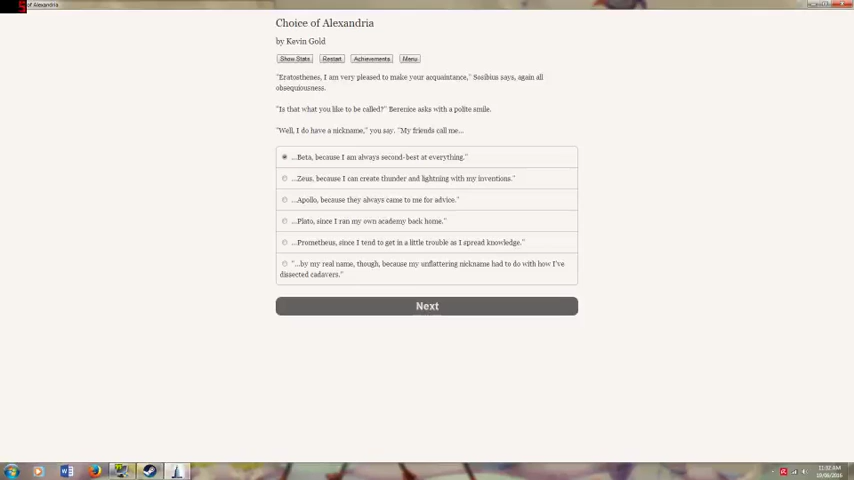 of Alexandria
Choice of Alexandria
by Kevin Gold
Show Stats Restart Achievements Menu
"Eratosthenes, I am very pleased to make your acquaintance," Sosibius says, again all
obsequiousness.
"Is that what you like to be called?" Berenice asks with a polite smile.
"Well, I do have a nickname," you say. "My friends call me...
...Beta, because I am always second-best at everything."
...Zeus, because I can create thunder and lightning with my inventions."
...Apollo, because they always came to me for advice."
...Plato, since I ran my own academy back home."
...Prometheus, since I tend to get in a little trouble as I spread knowledge."
"...by my real name, though, because my unflattering nickname had to do with how I've
dissected cadavers."
Next